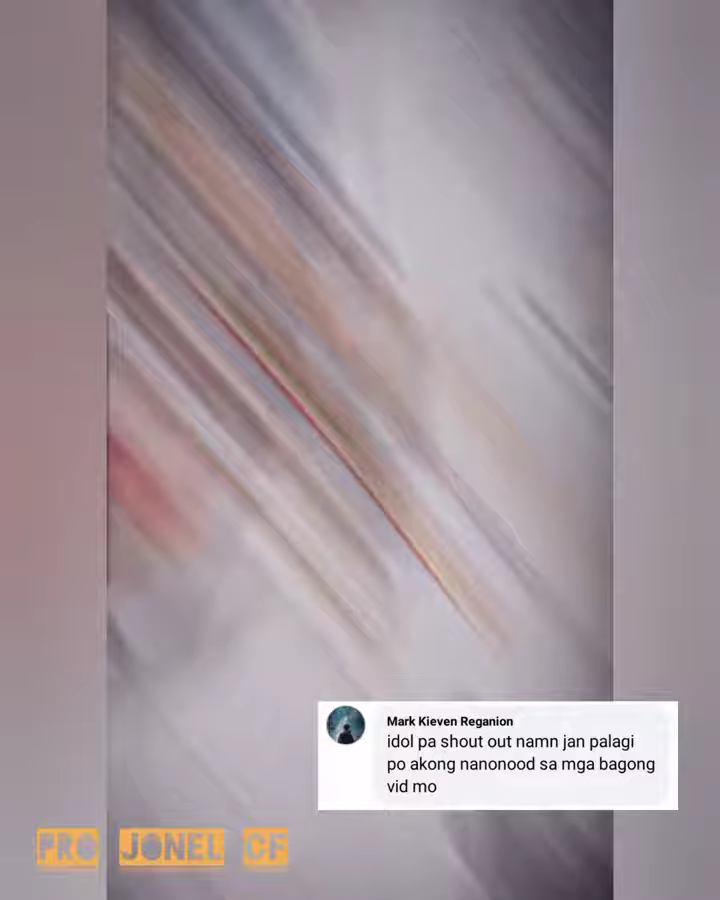 Mark Kieven Reganion
idol pa shout out namn jan palagi
po akong nanonood sa mga bagong
vid mo
PRO JONEL CF